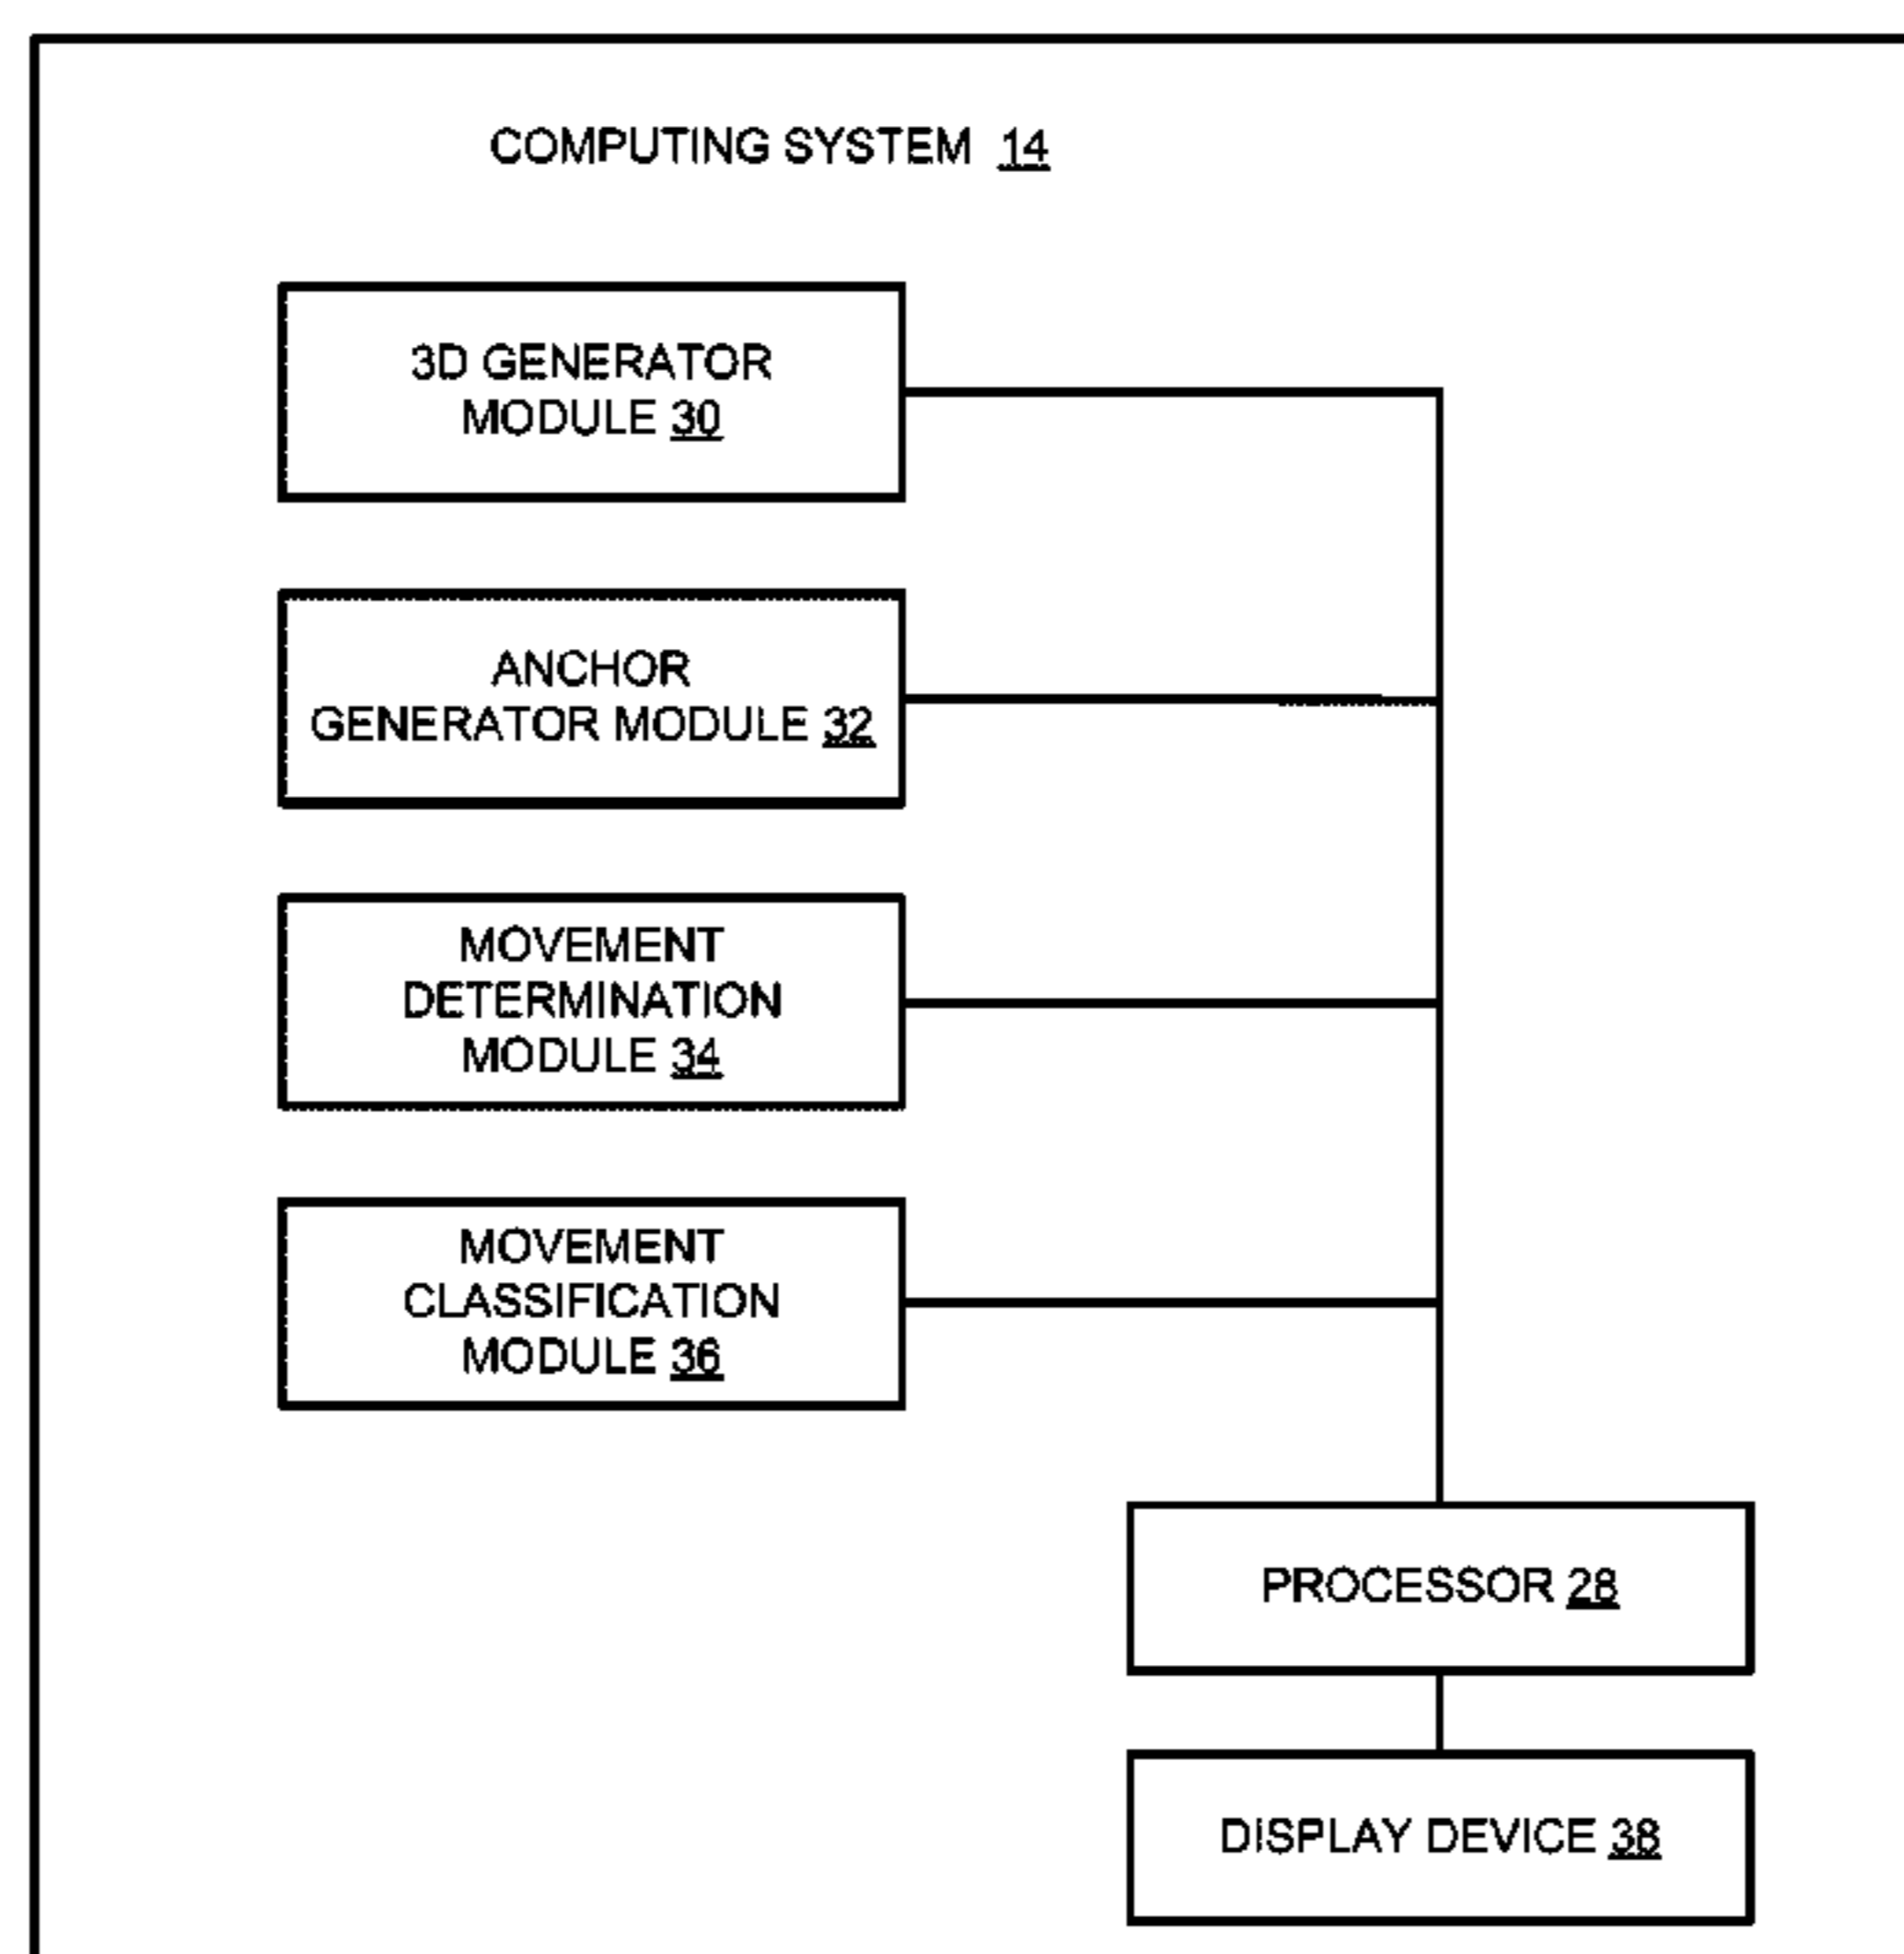 COMPUTING SYSTEM 14
3D GENERATOR
MODULE 30
ANCHOR
GENERATOR MODULE 32
MOVEMENT
DETERMINATION
MODULE 34
MOVEMENT
CLASSIFICATION
MODULE 36
PROCESSOR 28
DISPLAY DEVICE 38